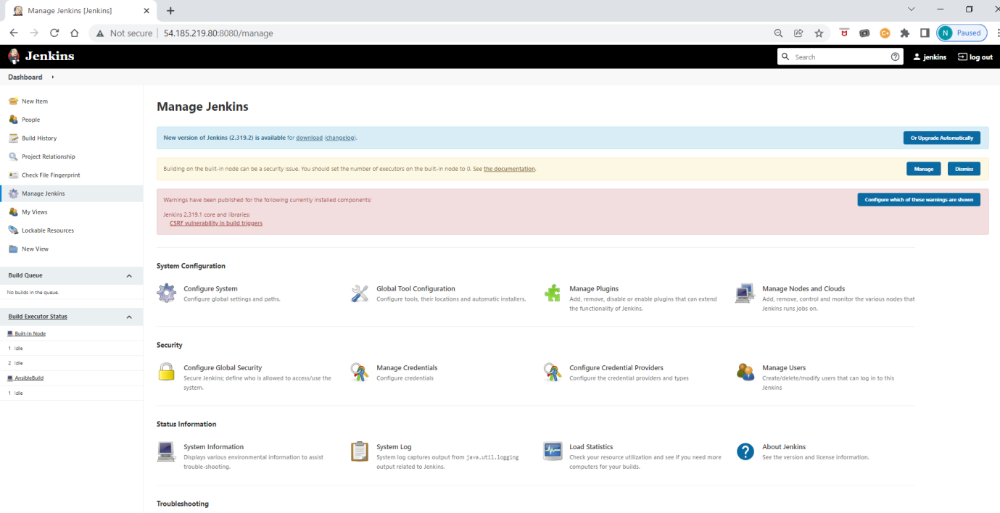 Manage Jenkins [Jenkins]
Not secure 54.185.219.80:8080/manage
N Paused
Jenkins
Search
jenkins
log out
Dashboard
New Item
People
Build History
Project Relationship
Check File Fingerprint
Manage Jenkins
My Views
Lockable Resources
New View
Build Queue
No builds in the queue.
Build Executor Status
Built-In Node
1 Idle
2 Idle
AnsibleBuild
1 Idle
Manage Jenkins
New version of Jenkins (2.319.2) is available for download (changelog).
Or Upgrade Automatically
Building on the built-in node can be a security issue. You should set the number of executors on the built-in node to 0. See the documentation.
Manage
Dismiss
Warnings have been published for the following currently installed components:
Configure which of these warnings are shown
Jenkins 2.319.1 core and libraries:
CSRF vulnerability in build triggers
System Configuration
Configure System
Configure global settings and paths.
Global Tool Configuration
Configure tools, their locations and automatic installers.
Manage Plugins
Add, remove, disable or enable plugins that can extend
the functionality of Jenkins.
Manage Nodes and Clouds
Add, remove, control and monitor the various nodes that
Jenkins runs jobs on.
Security
Configure Global Security
Secure Jenkins; define who is allowed to access/use the
system.
Manage Credentials
Configure credentials
Configure Credential Providers
Configure the credential providers and types
Manage Users
Create/delete/modify users that can log in to this
Jenkins
Status Information
System Information
Displays various environmental information to assist
trouble-shooting.
System Log
System log captures output from java.util.logging
output related to Jenkins.
Load Statistics
Check your resource utilization and see if you need more
computers for your builds.
About Jenkins
See the version and license information.
Troubleshooting